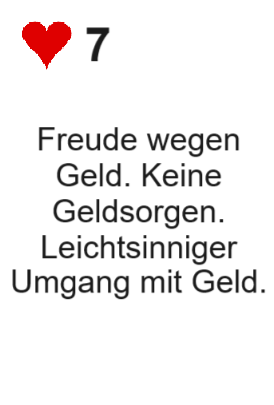 7
Freude wegen
Geld. Keine
Geldsorgen.
Leichtsinniger
Umgang mit Geld.